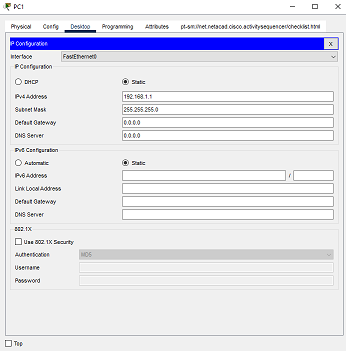 PC1
Physical Config Desktop Programming Attributes pt-sm://net.netacad.cisco.activitysequencer/checklist.html
IP Configuration X
Interface FastEthernet0
IP Configuration
DHCP Static
IPv4 Address 192.168.1.1
Subnet Mask 255.255.255.0
Default Gateway 0.0.0.0
DNS Server 0.0.0.0
IPv6 Configuration
Automatic Static
IPv6 Address /
Link Local Address
Default Gateway
DNS Server
802.1X
Use 802.1X Security
Authentication MD5
Username
Password
Top